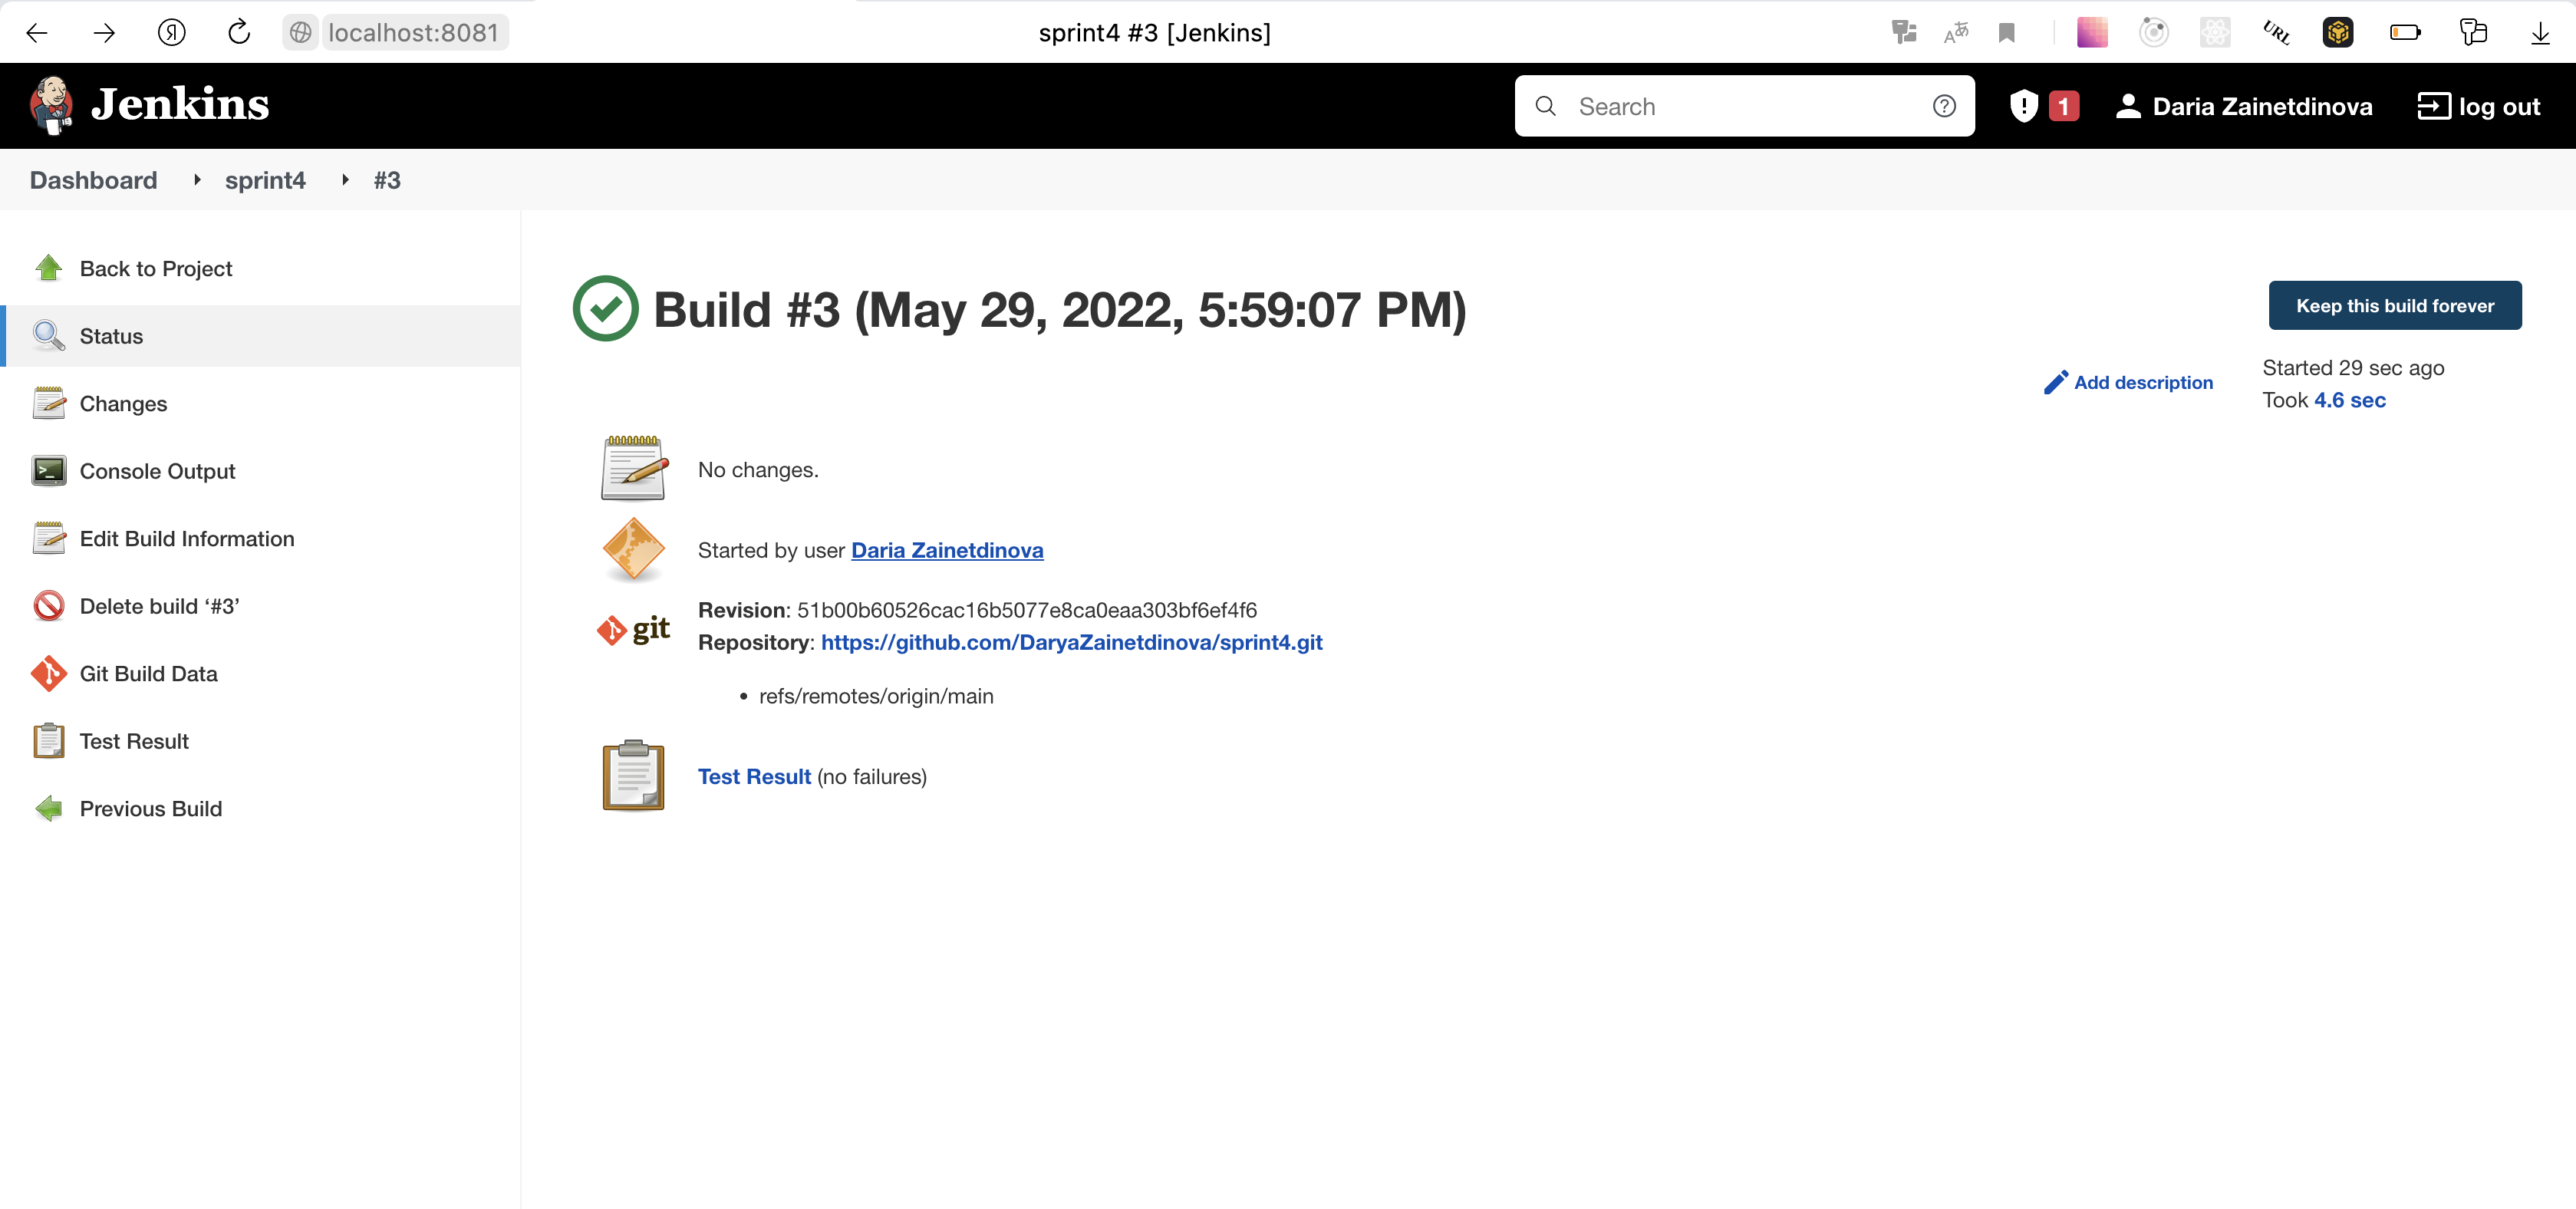 Я
localhost:8081
sprint4 #3 [Jenkins]
URL
Jenkins
Search
1
Daria Zainetdinova
log out
Dashboard
sprint4
#3
Back to Project
Status
Changes
Console Output
Edit Build Information
Delete build ‘#3’
Git Build Data
Test Result
Previous Build
Build #3 (May 29, 2022, 5:59:07 PM)
Keep this build forever
Add description
Started 29 sec ago
Took 4.6 sec
No changes.
Started by user Daria Zainetdinova
git
Revision: 51b00b60526cac16b5077e8ca0eaa303bf6ef4f6
Repository: https://github.com/DaryaZainetdinova/sprint4.git
• refs/remotes/origin/main
Test Result (no failures)